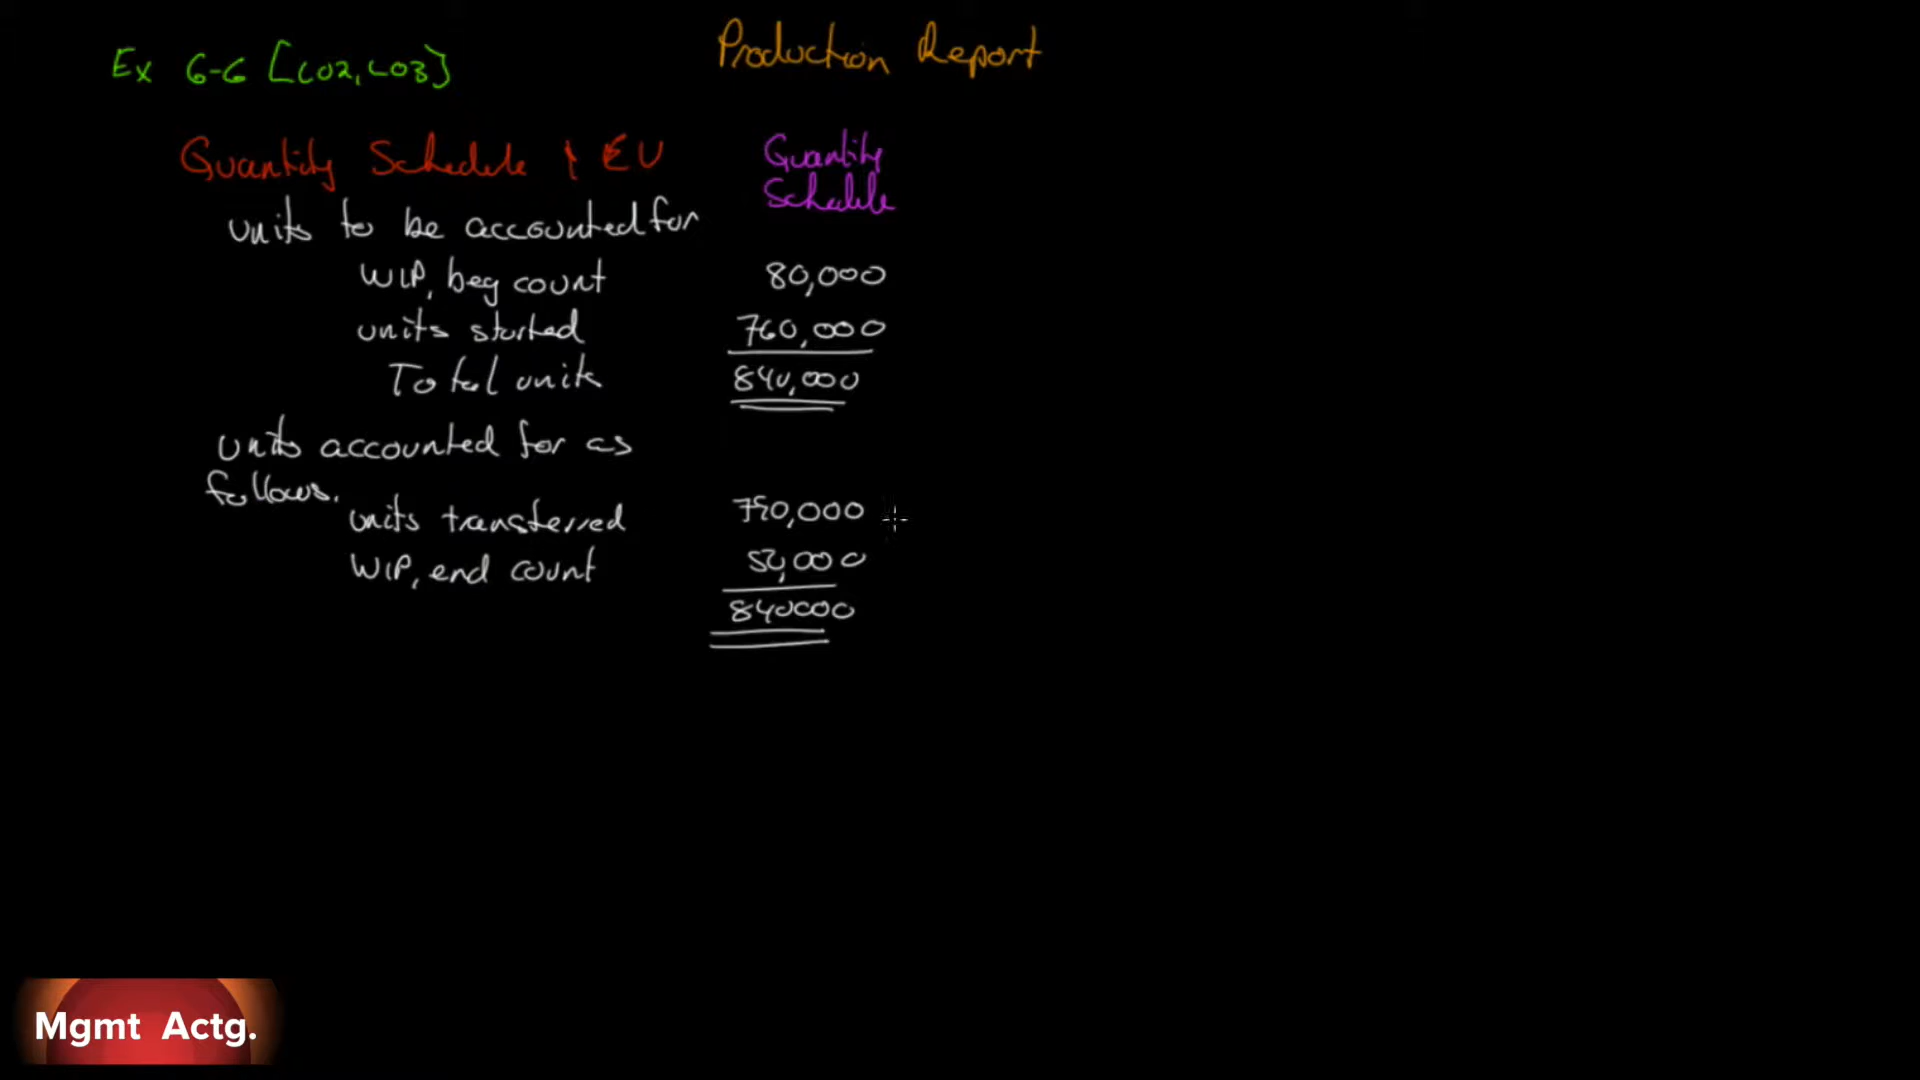 Ex 6-6 [LO2, LO3]
Production Report
Quantity Schedule & EU
Quantity Schedule
units to be accounted for
WIP, beg count 80,000
units started 760,000
Total units 840,000
units accounted for as
follows.
units transferred 790,000
WIP, end count 50,000
840000
Mgmt Actg.